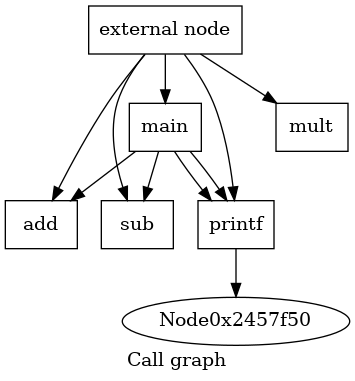 external node
main
mult
add
sub
printf
Node0x2457f50
Call graph